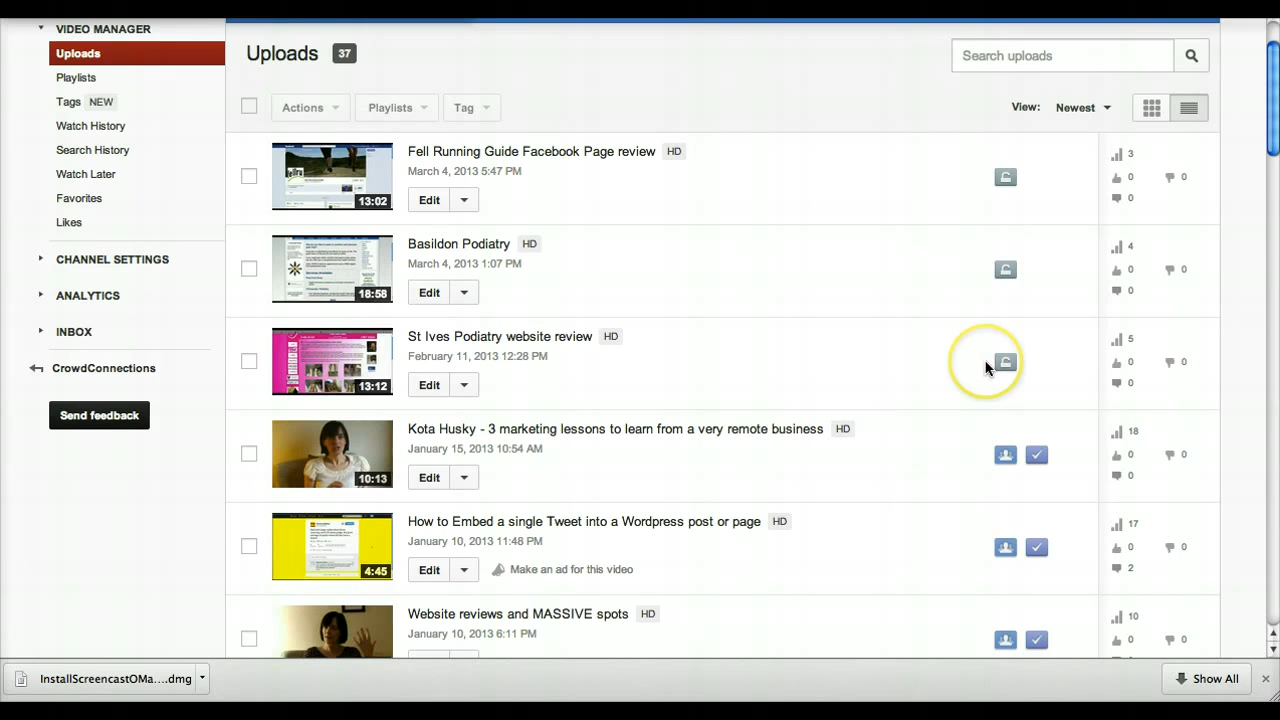 VIDEO MANAGER
Uploads
Playlists
Tags NEW
Watch History
Search History
Watch Later
Favorites
Likes
CHANNEL SETTINGS
ANALYTICS
INBOX
CrowdConnections
Send feedback
Uploads 37
Search uploads
Actions Playlists Tag
View: Newest
Fell Running Guide Facebook Page review HD
March 4, 2013 5:47 PM
Edit
13:02
3
0 0
0
Basildon Podiatry HD
March 4, 2013 1:07 PM
Edit
18:58
4
0 0
0
St Ives Podiatry website review HD
February 11, 2013 12:28 PM
Edit
13:12
5
0 0
0
Kota Husky - 3 marketing lessons to learn from a very remote business HD
January 15, 2013 10:54 AM
Edit
10:13
18
0 0
0
How to Embed a single Tweet into a Wordpress post or page HD
January 10, 2013 11:48 PM
Edit Make an ad for this video
4:45
17
0 0
2
Website reviews and MASSIVE spots HD
January 10, 2013 6:11 PM
10
0 0
InstallScreencastOMa....dmg
Show All